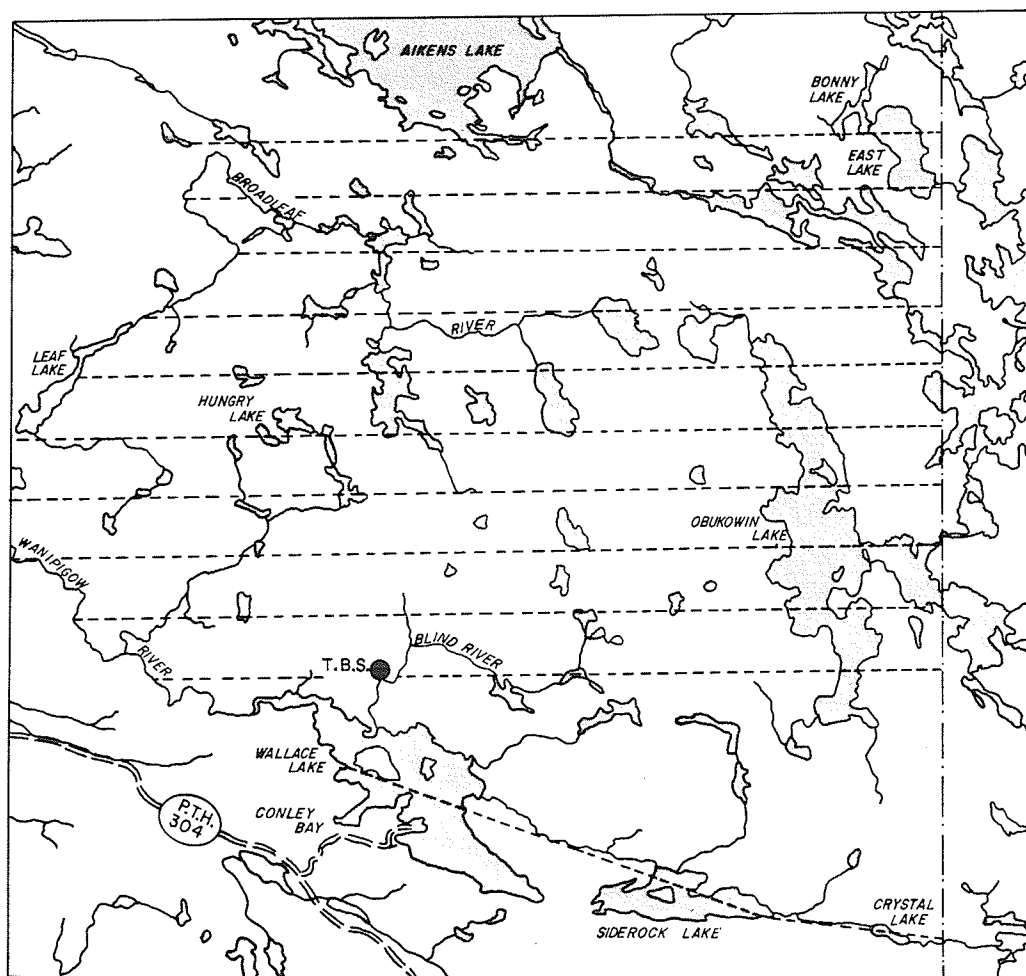 AIKENS LAKE
BONNY
LAKE
EAST
LAKE
BROADLEAF
RIVER
LEAF
LAKE
HUNGRY
LAKE
OBUKOWIN
LAKE
WANIPIGOW
RIVER
BLIND RIVER
T.B.S.
WALLACE
LAKE
P.T.H.
304
CONLEY
BAY
CRYSTAL
LAKE
SIDEROCK LAKE